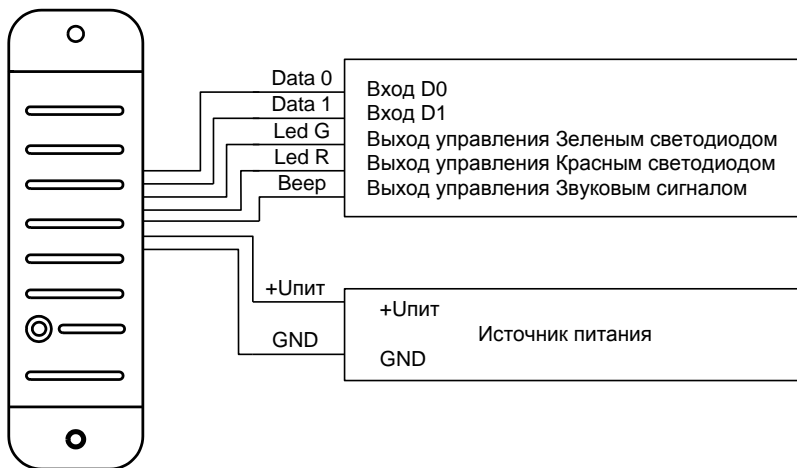 Data 0
Data 1
Led G
Led R
Beep
Вход D0
Вход D1
Выход управления Зеленым светодиодом
Выход управления Красным светодиодом
Выход управления Звуковым сигналом
+Uпит
GND
+Uпит
Источник питания
GND